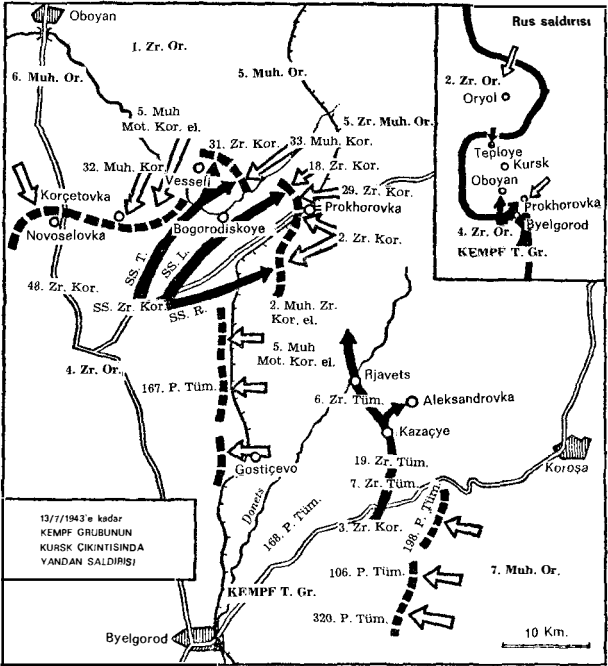 Oboyan
1. Zr. Or.
6. Muh. Or.
5. Muh. Or.
5. Muh
Mot. Kor. el.
5. Zr. Muh. Or.
31. Zr. Kor.
33. Muh. Kor.
32. Muh. Kor.
18. Zr. Kor.
Vesseli
29. Zr. Kor.
Korçetovka
Prokhorovka
Novoselovka
Bogorodiskoye
2. Zr. Kor.
SS. T.
SS. L.
48. Zr. Kor.
SS. Zr. Kor.
SS. R.
2. Muh. Zr.
Kor. el.
5. Muh
Mot. Kor. el.
4. Zr. Or.
167. P. Tüm.
Rjavets
6. Zr. Tüm.
Aleksandrovka
Kazaçye
Gostiçevo
19. Zr. Tüm.
7. Zr. Tüm.
Koroşa
Donets
168. P. Tüm.
3. Zr. Kor.
198. P. Tüm.
106. P. Tüm.
7. Muh. Or.
320. P. Tüm.
KEMPF T. Gr.
Byelgorod
10 Km.
13/7/1943'e kadar
KEMPF GRUBUNUN
KURSK ÇIKINTISINDA
YANDAN SALDIRISI
Rus saldırısı
2. Zr. Or.
Oryol
Teploye
Kursk
Oboyan
Prokhorovka
Byelgorod
4. Zr. Or.
KEMPF T. Gr.